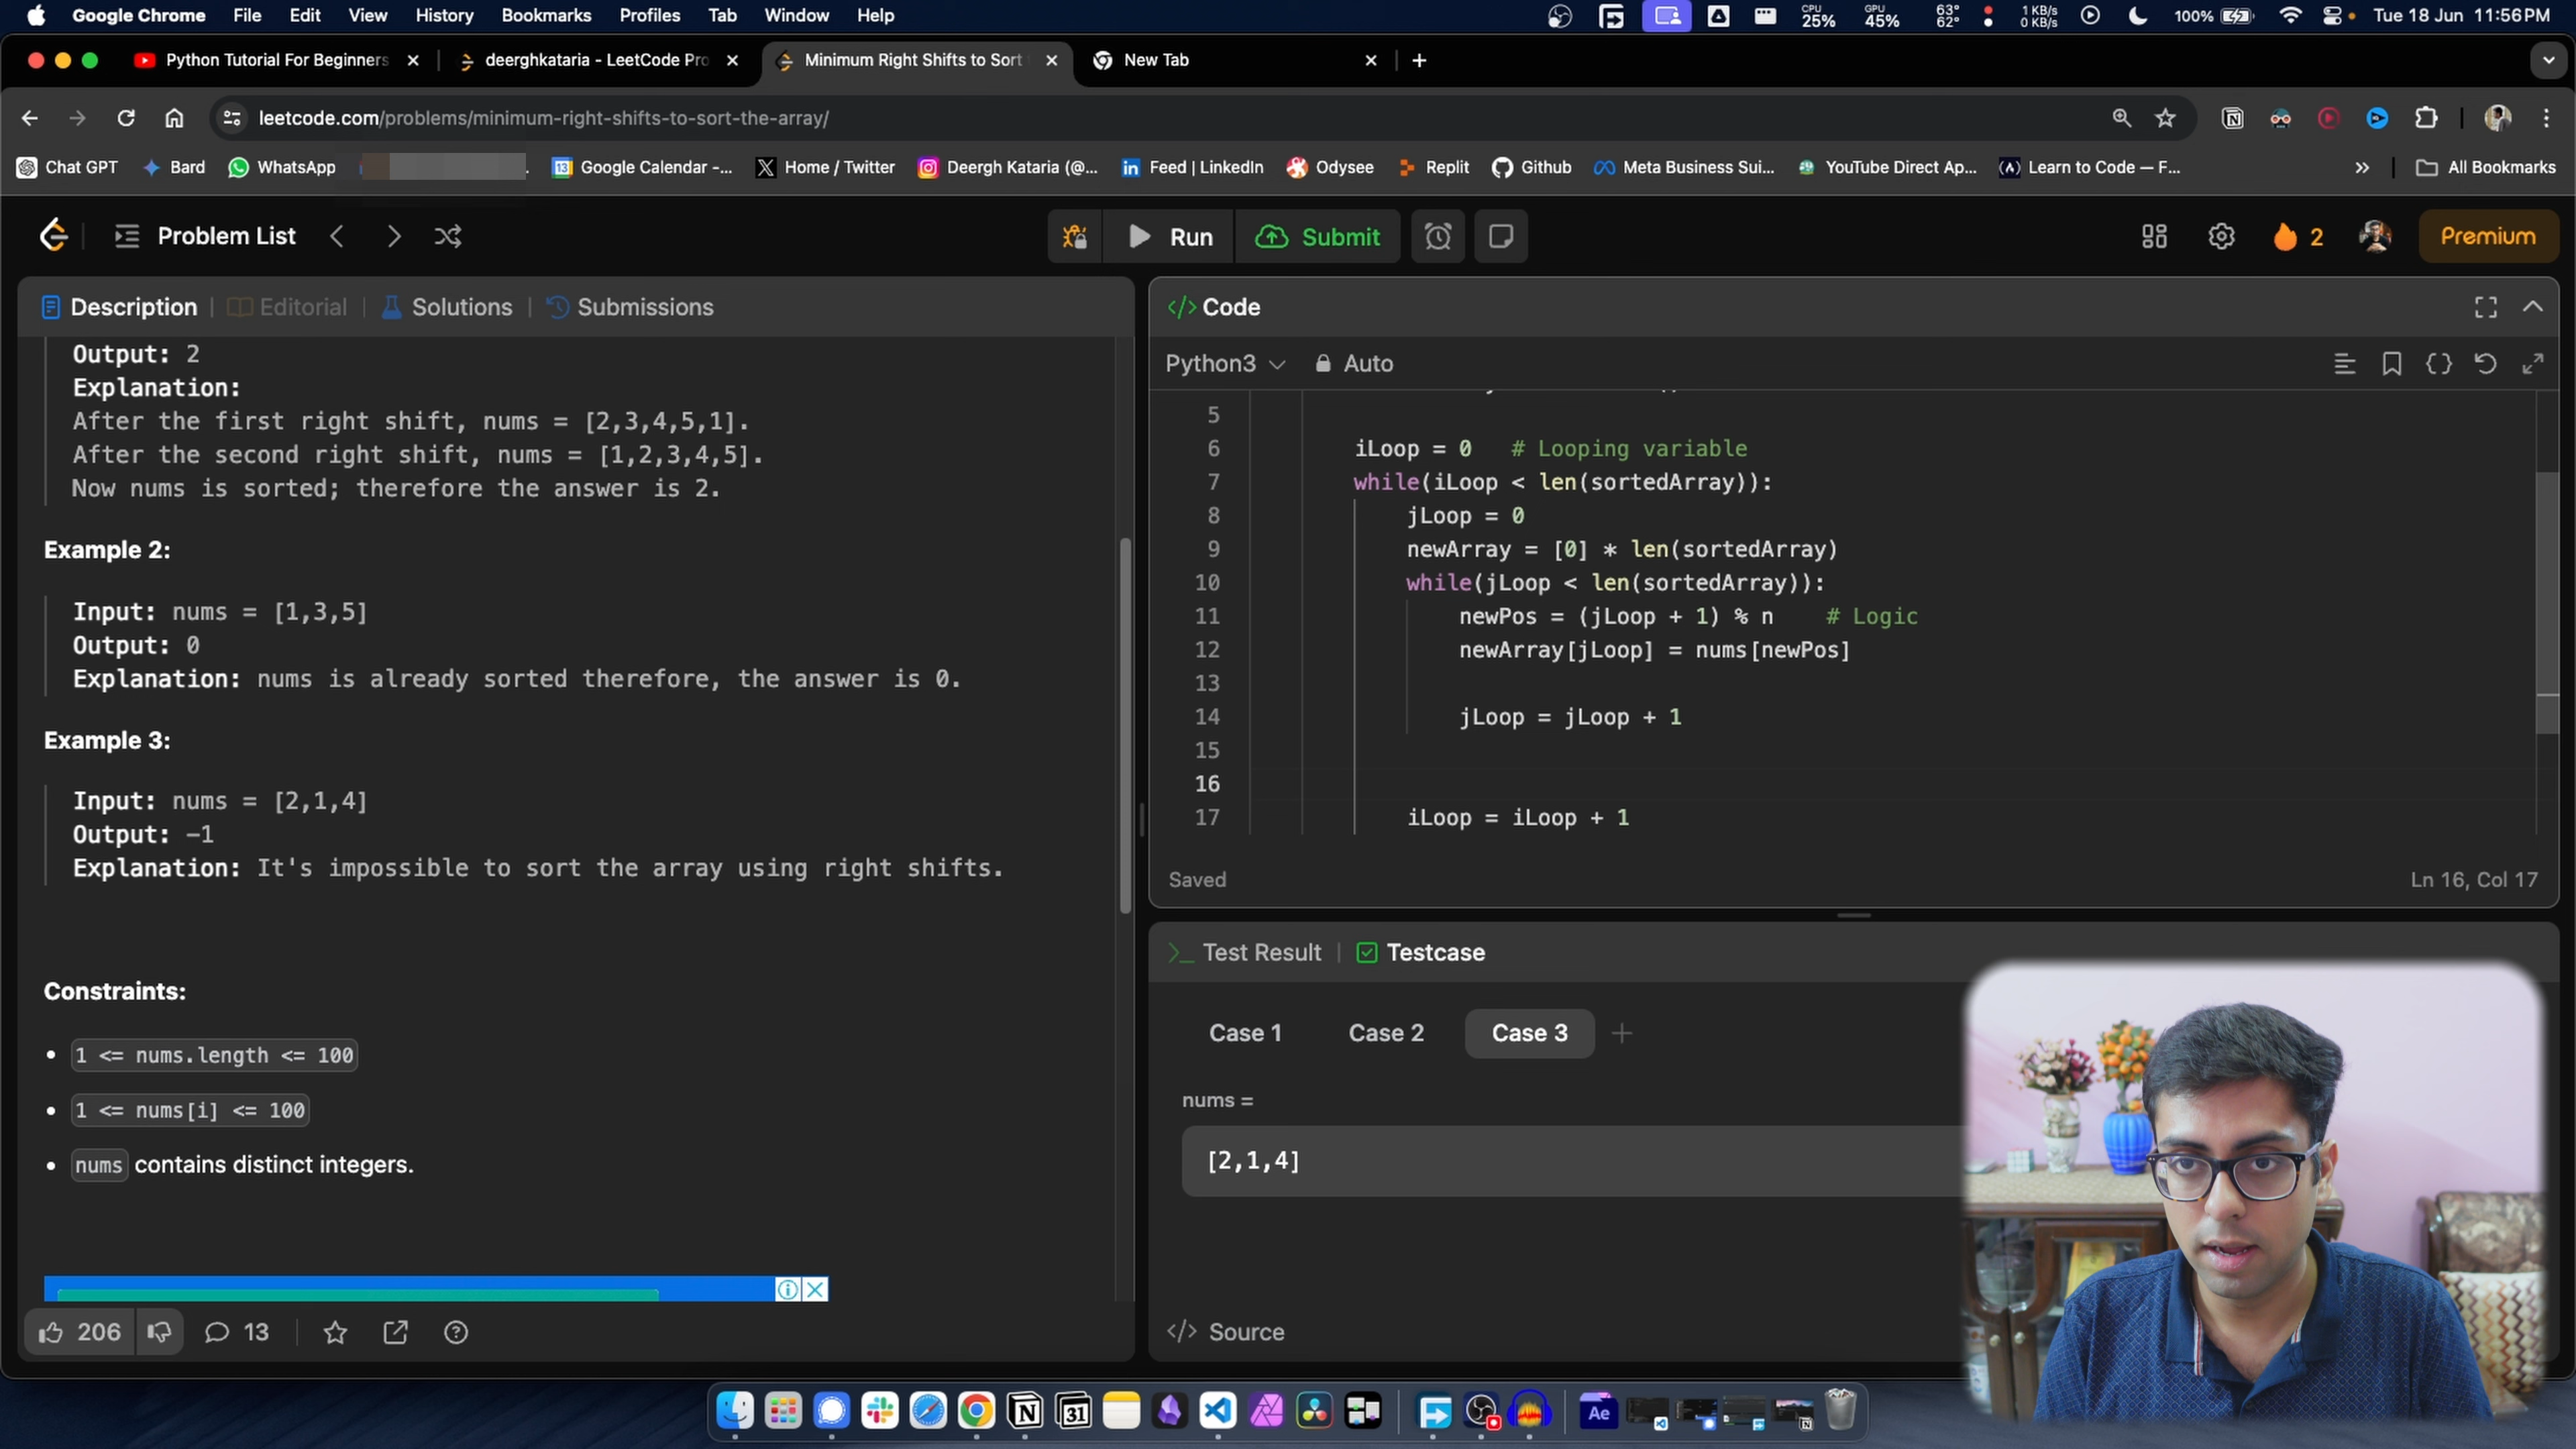 Google Chrome File Edit View History Bookmarks Profiles Tab Window Help CPU 25% GPU 45% 63° 62° 1 KB/s 0 KB/s 100% Tue 18 Jun 11:56 PM
Python Tutorial For Beginners deerghkataria - LeetCode Pro Minimum Right Shifts to Sort New Tab
leetcode.com/problems/minimum-right-shifts-to-sort-the-array/
Chat GPT Bard WhatsApp Google Calendar -... Home / Twitter Deergh Kataria (@... Feed | LinkedIn Odysee Replit Github Meta Business Sui... YouTube Direct Ap... Learn to Code — F... » All Bookmarks
Problem List Run Submit 2 Premium
Description Editorial Solutions Submissions
Output: 2
Explanation:
After the first right shift, nums = [2,3,4,5,1].
After the second right shift, nums = [1,2,3,4,5].
Now nums is sorted; therefore the answer is 2.
Example 2:
Input: nums = [1,3,5]
Output: 0
Explanation: nums is already sorted therefore, the answer is 0.
Example 3:
Input: nums = [2,1,4]
Output: -1
Explanation: It's impossible to sort the array using right shifts.
Constraints:
• 1 <= nums.length <= 100
• 1 <= nums[i] <= 100
• nums contains distinct integers.
206 13
</> Code
Python3 Auto
5
6 iLoop = 0 # Looping variable
7 while(iLoop < len(sortedArray)):
8 jLoop = 0
9 newArray = [0] * len(sortedArray)
10 while(jLoop < len(sortedArray)):
11 newPos = (jLoop + 1) % n # Logic
12 newArray[jLoop] = nums[newPos]
13
14 jLoop = jLoop + 1
15
16
17 iLoop = iLoop + 1
Saved Ln 16, Col 17
Test Result Testcase
Case 1 Case 2 Case 3
nums =
[2,1,4]
</> Source
31 Ae